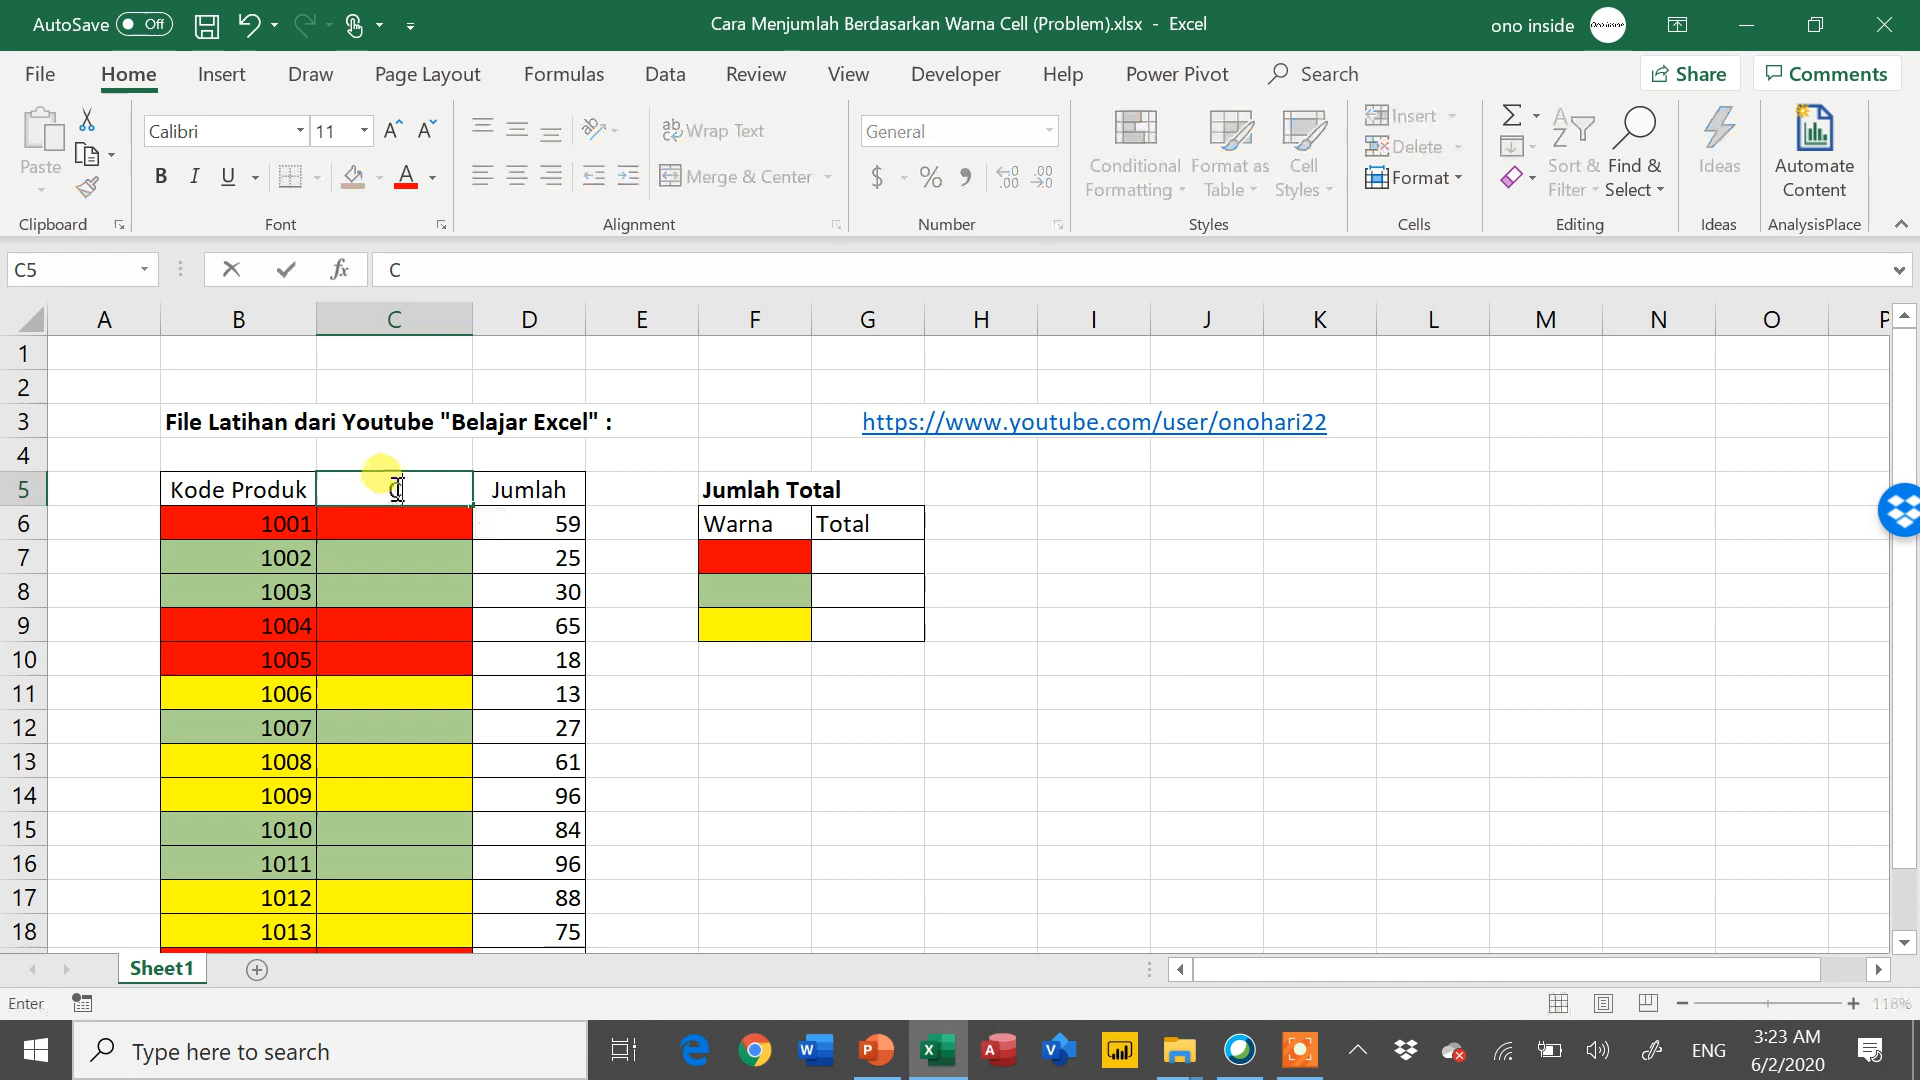 AutoSave Off
Cara Menjumlah Berdasarkan Warna Cell (Problem).xlsx - Excel
ono inside
File Home Insert Draw Page Layout Formulas Data Review View Developer Help Power Pivot Search
Share Comments
Paste
Clipboard
Calibri 11
B I U
Font
Wrap Text
Merge & Center
Alignment
General
$ % 9
Number
Conditional Formatting
Format as Table
Cell Styles
Styles
Insert
Delete
Format
Cells
Sort & Filter
Find & Select
Editing
Ideas
Ideas
Automate Content
AnalysisPlace
C5
fx
C
A B C D E F G H I J K L M N O P
1
2
3 File Latihan dari Youtube "Belajar Excel" : https://www.youtube.com/user/onohari22
4
5 Kode Produk C Jumlah Jumlah Total
6 1001 59 Warna Total
7 1002 25
8 1003 30
9 1004 65
10 1005 18
11 1006 13
12 1007 27
13 1008 61
14 1009 96
15 1010 84
16 1011 96
17 1012 88
18 1013 75
Sheet1
Enter
118%
Type here to search
ENG
3:23 AM
6/2/2020